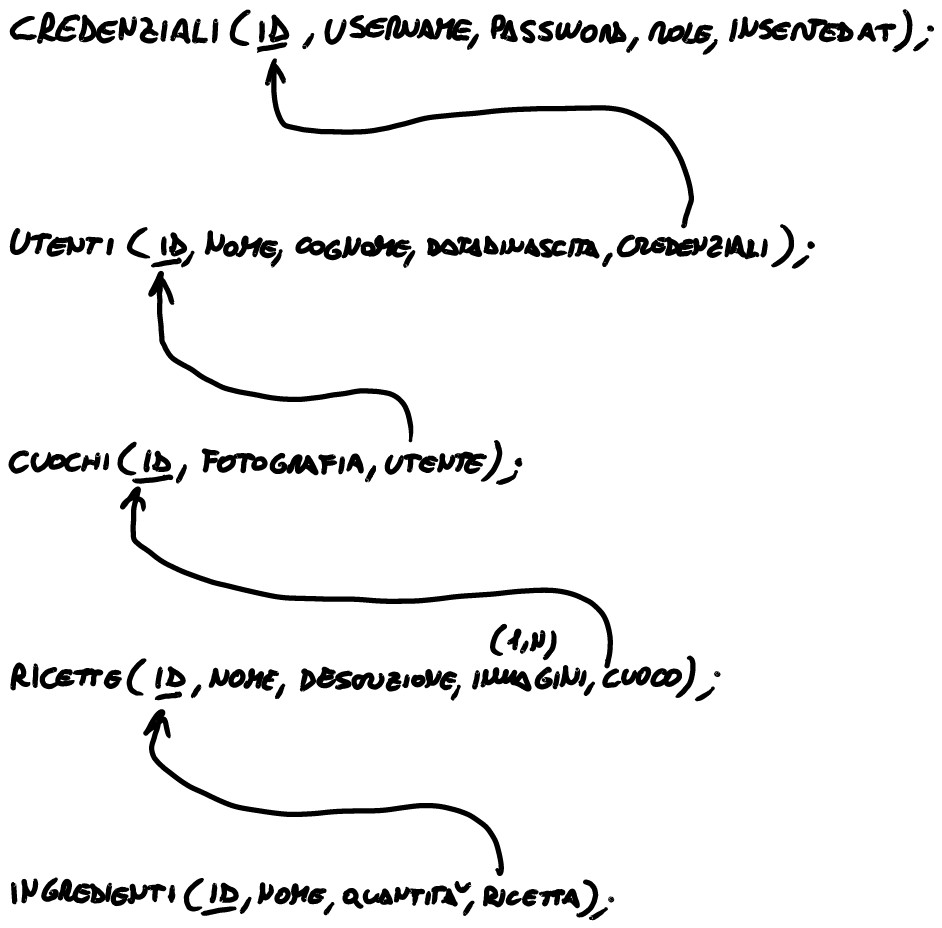 CREDENZIALI (ID, USERNAME, PASSWORD, ROLE, INSERTEDAT);
UTENTI (ID, NOME, COGNOME, DATADINASCITA, CREDENZIALI);
CUOCHI (ID, FOTOGRAFIA, UTENTE);
(1,N)
RICETTE (ID, NOME, DESCRIZIONE, IMMAGINI, CUOCO);
INGREDIENTI (ID, NOME, QUANTITÀ, RICETTA);